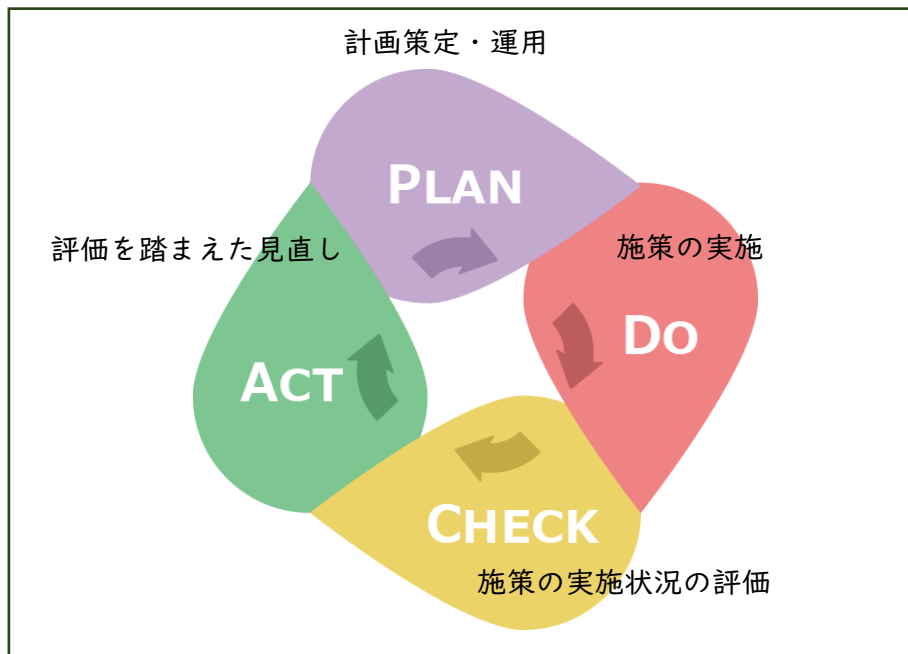 計画策定・運用
PLAN
評価を踏まえた見直し
施策の実施
DO
ACT
CHECK
施策の実施状況の評価